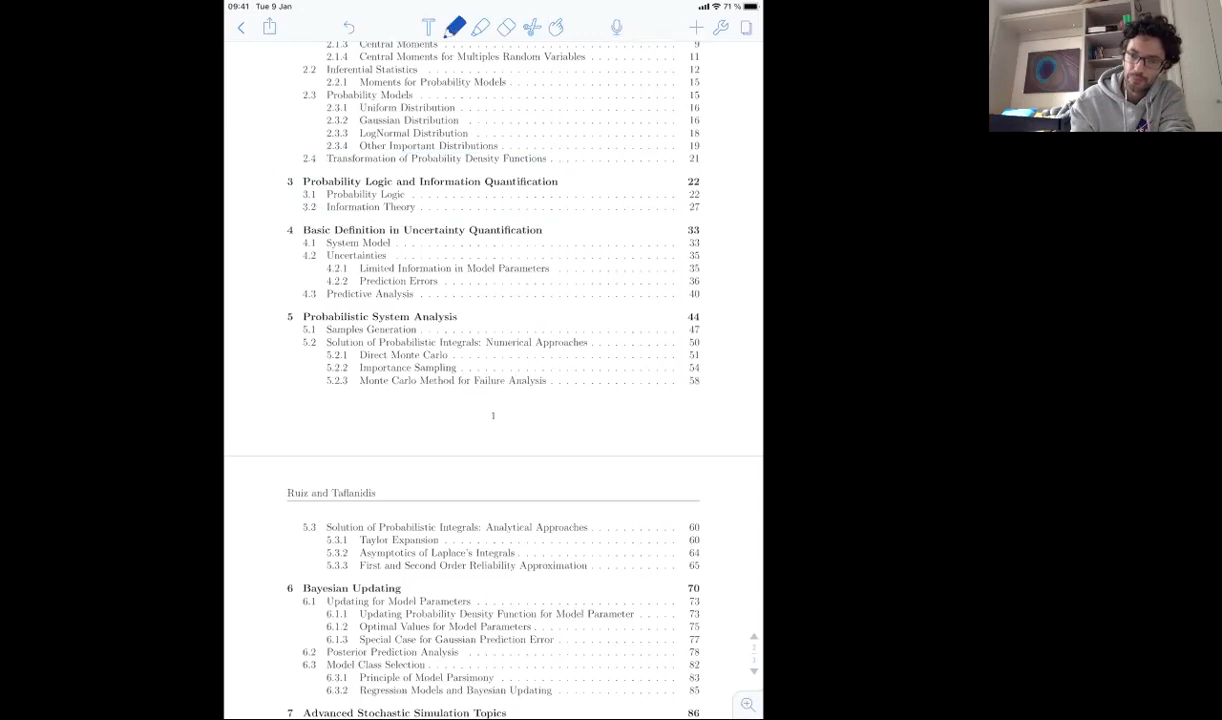 09:41 Tue 9 Jan
71 %
2.1.3 Central Moments . . . 9
2.1.4 Central Moments for Multiples Random Variables . . . 11
2.2 Inferential Statistics . . . 12
2.2.1 Moments for Probability Models . . . 15
2.3 Probability Models . . . 15
2.3.1 Uniform Distribution . . . 16
2.3.2 Gaussian Distribution . . . 16
2.3.3 LogNormal Distribution . . . 18
2.3.4 Other Important Distributions . . . 19
2.4 Transformation of Probability Density Functions . . . 21
3 Probability Logic and Information Quantification 22
3.1 Probability Logic . . . 22
3.2 Information Theory . . . 27
4 Basic Definition in Uncertainty Quantification 33
4.1 System Model . . . 33
4.2 Uncertainties . . . 35
4.2.1 Limited Information in Model Parameters . . . 35
4.2.2 Prediction Errors . . . 36
4.3 Predictive Analysis . . . 40
5 Probabilistic System Analysis 44
5.1 Samples Generation . . . 47
5.2 Solution of Probabilistic Integrals: Numerical Approaches . . . 50
5.2.1 Direct Monte Carlo . . . 51
5.2.2 Importance Sampling . . . 54
5.2.3 Monte Carlo Method for Failure Analysis . . . 58
1
Ruiz and Taflanidis
5.3 Solution of Probabilistic Integrals: Analytical Approaches . . . 60
5.3.1 Taylor Expansion . . . 60
5.3.2 Asymptotics of Laplace's Integrals . . . 64
5.3.3 First and Second Order Reliability Approximation . . . 65
6 Bayesian Updating 70
6.1 Updating for Model Parameters . . . 73
6.1.1 Updating Probability Density Function for Model Parameter . . . 73
6.1.2 Optimal Values for Model Parameters . . . 75
6.1.3 Special Case for Gaussian Prediction Error . . . 77
6.2 Posterior Prediction Analysis . . . 78
6.3 Model Class Selection . . . 82
6.3.1 Principle of Model Parsimony . . . 83
6.3.2 Regression Models and Bayesian Updating . . . 85
7 Advanced Stochastic Simulation Topics 86